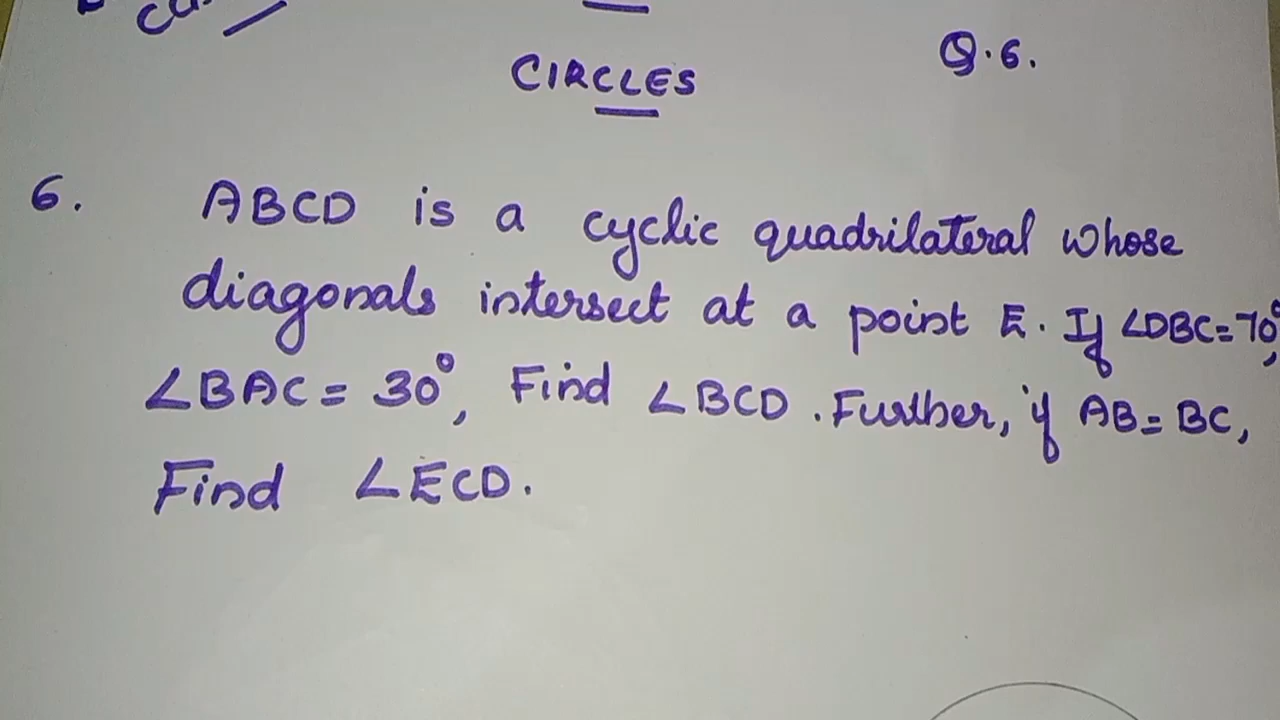 CIRCLES
Q.6.
6. ABCD is a cyclic quadrilateral whose
diagonals intersect at a point E. If ∠DBC=70°,
∠BAC= 30°, Find ∠BCD. Further, if AB= BC,
Find ∠ECD.